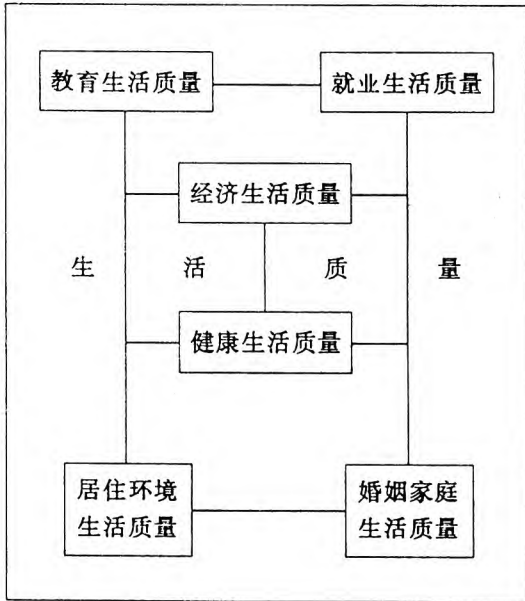 教育生活质量
就业生活质量
经济生活质量
生 活 质 量
健康生活质量
居住环境
生活质量
婚姻家庭
生活质量